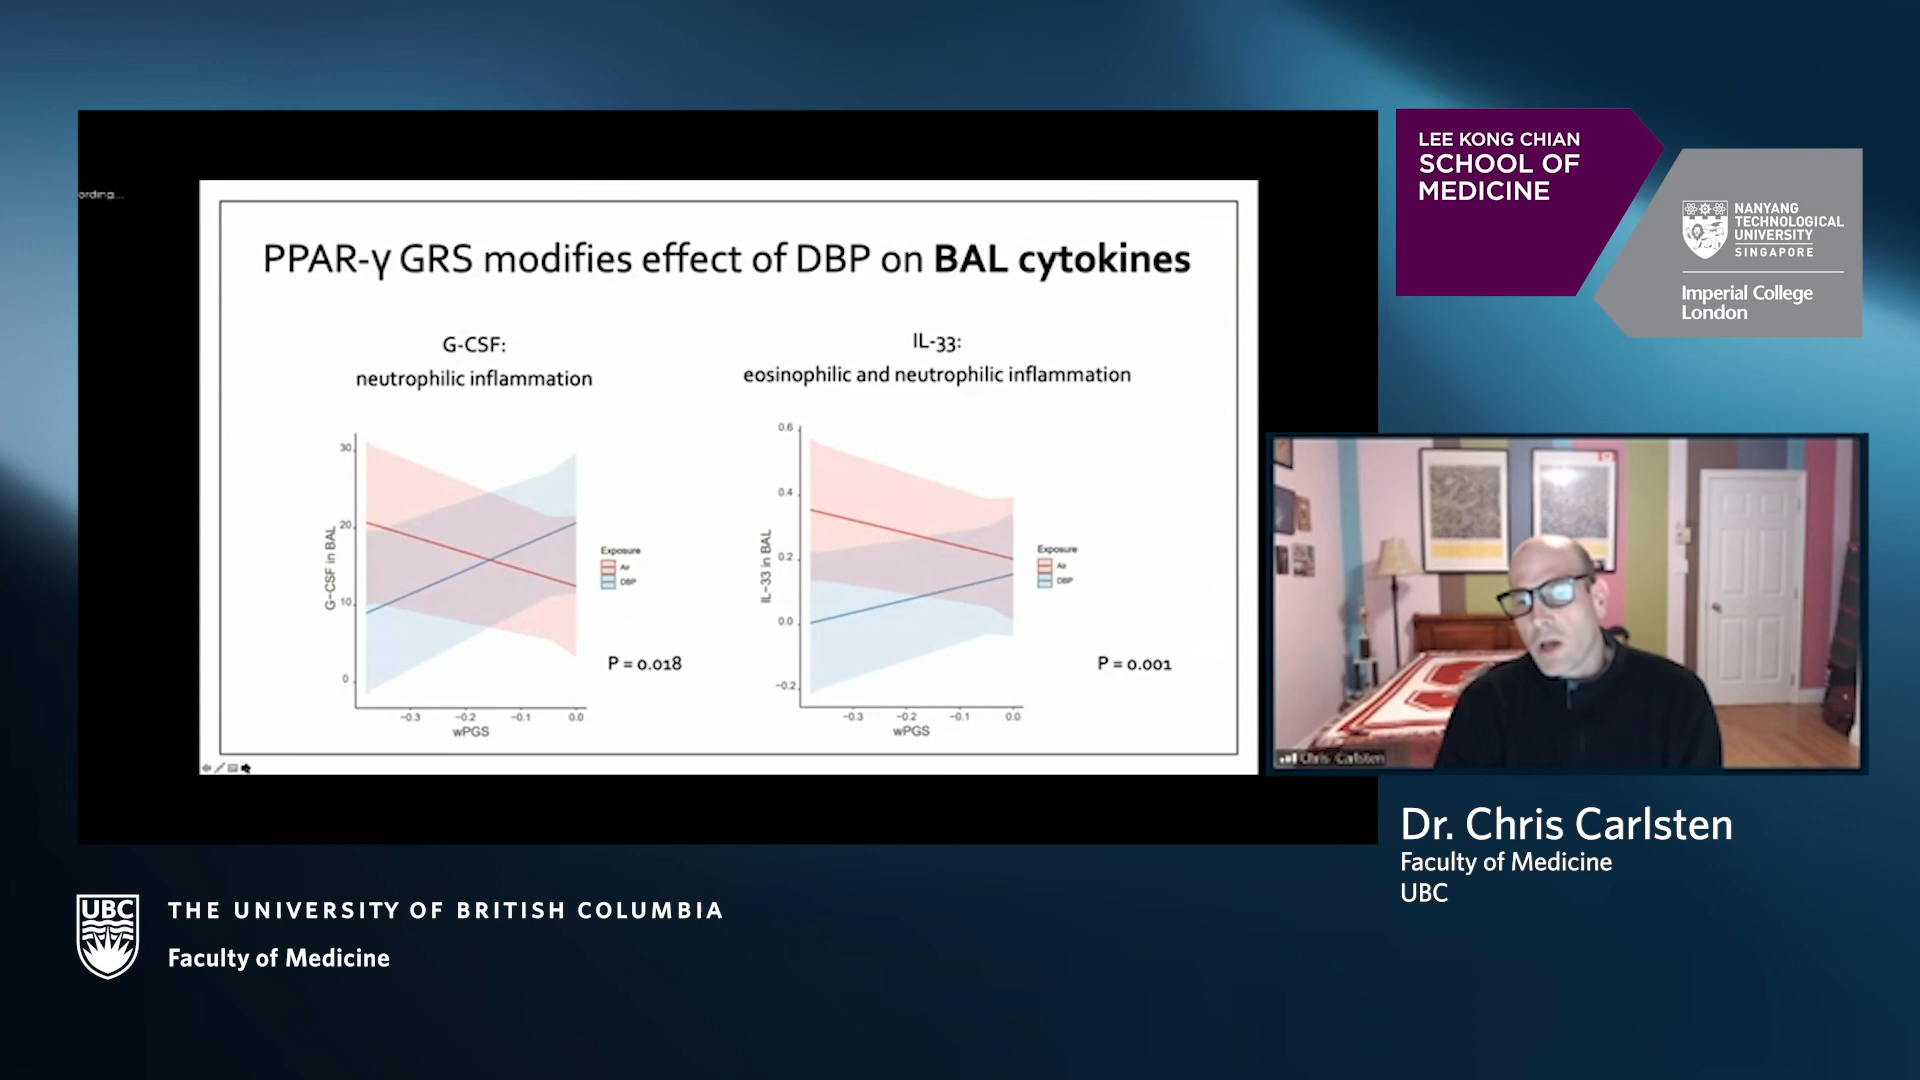 ording...
PPAR-γ GRS modifies effect of DBP on BAL cytokines
G-CSF:
neutrophilic inflammation
30
20
10
0
G-CSF in BAL
-0.3 -0.2 -0.1 0.0
wPGS
Exposure
Air
DBP
P = 0.018
IL-33:
eosinophilic and neutrophilic inflammation
0.6
0.4
0.2
0.0
-0.2
IL-33 in BAL
-0.3 -0.2 -0.1 0.0
wPGS
Exposure
Air
DBP
P = 0.001
LEE KONG CHIAN
SCHOOL OF
MEDICINE
NANYANG
TECHNOLOGICAL
UNIVERSITY
SINGAPORE
Imperial College
London
Chris Carlsten
Dr. Chris Carlsten
Faculty of Medicine
UBC
UBC
THE UNIVERSITY OF BRITISH COLUMBIA
Faculty of Medicine